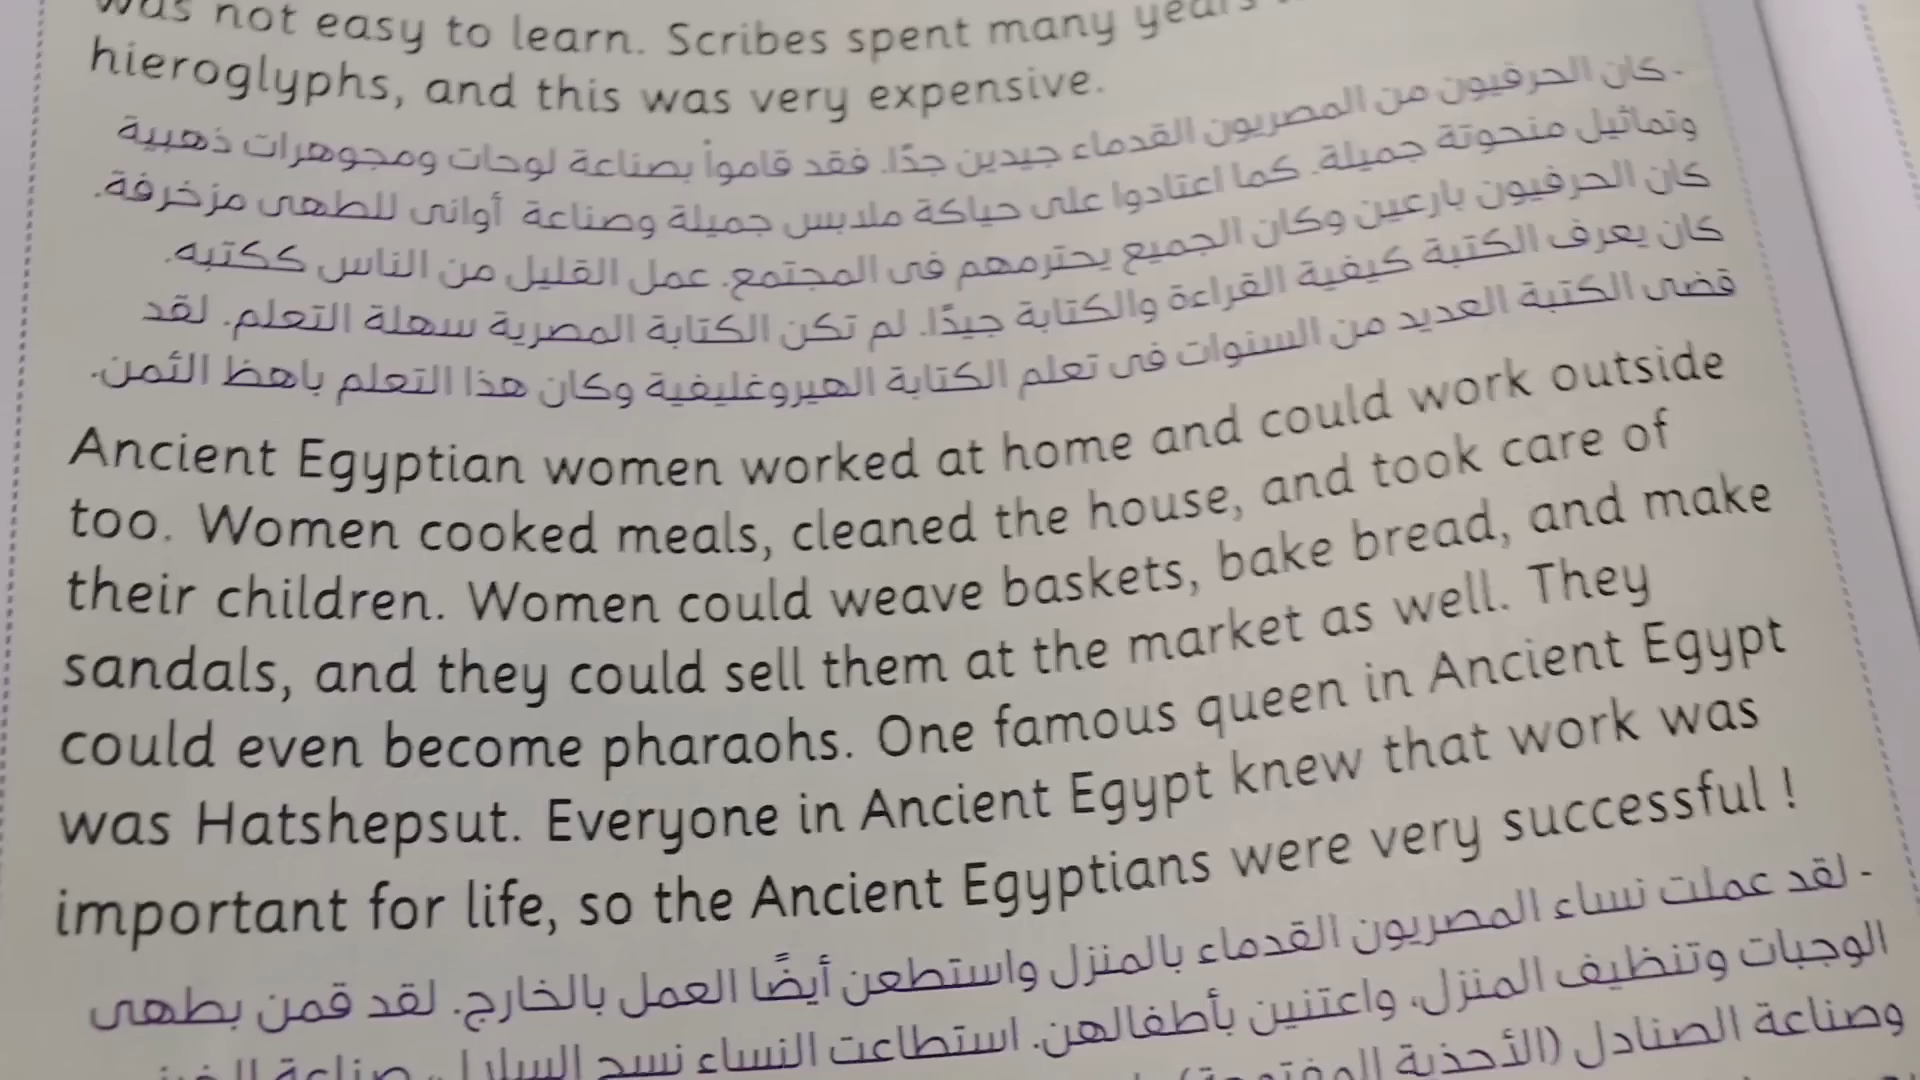 was not easy to learn. Scribes spent many years
hieroglyphs, and this was very expensive.
- كان الحرفيون من المصريون القدماء جيدين جدًا. فقد قاموا بصناعة لوحات ومجوهرات ذهبية
وتماثيل منحوتة جميلة. كما اعتادوا على حياكة ملابس جميلة وصناعة أوانى للطهى مزخرفة.
كان الحرفيون بارعين وكان الجميع يحترمهم فى المجتمع. عمل القليل من الناس ككتبه.
كان يعرف الكتبة كيفية القراءة والكتابة جيدًا. لم تكن الكتابة المصرية سهلة التعلم. لقد
قضى الكتبة العديد من السنوات فى تعلم الكتابة الهيروغليفية وكان هذا التعلم باهظ الثمن.
Ancient Egyptian women worked at home and could work outside
too. Women cooked meals, cleaned the house, and took care of
their children. Women could weave baskets, bake bread, and make
sandals, and they could sell them at the market as well. They
could even become pharaohs. One famous queen in Ancient Egypt
was Hatshepsut. Everyone in Ancient Egypt knew that work was
important for life, so the Ancient Egyptians were very successful !
- لقد عملت نساء المصريون القدماء بالمنزل واستطعن أيضًا العمل بالخارج. لقد قمن بطهى
الوجبات وتنظيف المنزل، واعتنين بأطفالهن. استطاعت النساء نسج السلال، صناعة الخبز
وصناعة الصنادل (الأحذية المفتوحة)